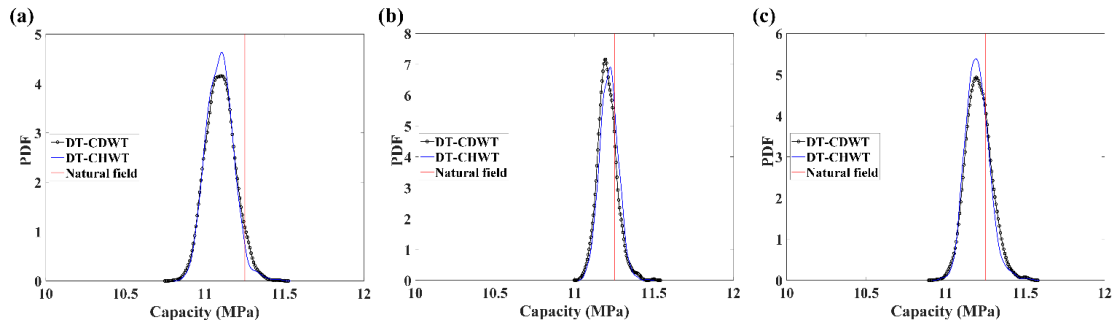 (a)
5
4
3
2
1
0
PDF
DT-CDWT
DT-CHWT
Natural field
10
10.5
11
11.5
12
Capacity (MPa)
(b)
8
7
6
5
4
3
2
1
0
PDF
DT-CDWT
DT-CHWT
Natural field
10
10.5
11
11.5
12
Capacity (MPa)
(c)
6
5
4
3
2
1
0
PDF
DT-CDWT
DT-CHWT
Natural field
10
10.5
11
11.5
12
Capacity (MPa)